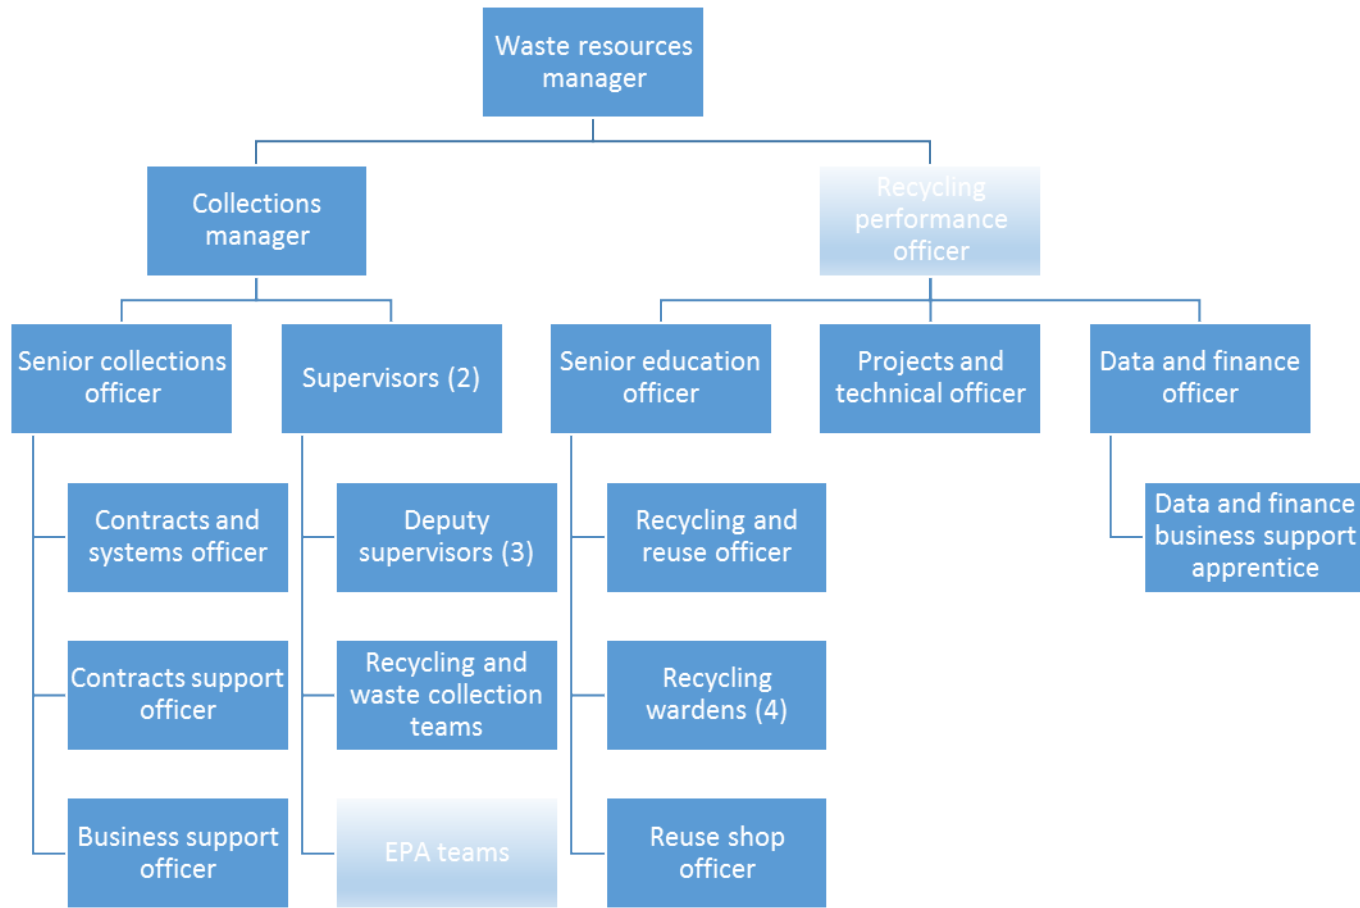 Waste resources
manager
Collections
manager
Recycling
performance
officer
Senior collections
officer
Supervisors (2)
Senior education
officer
Projects and
technical officer
Data and finance
officer
Contracts and
systems officer
Deputy
supervisors (3)
Recycling and
reuse officer
Data and finance
business support
apprentice
Contracts support
officer
Recycling and
waste collection
teams
Recycling
wardens (4)
Business support
officer
EPA teams
Reuse shop
officer